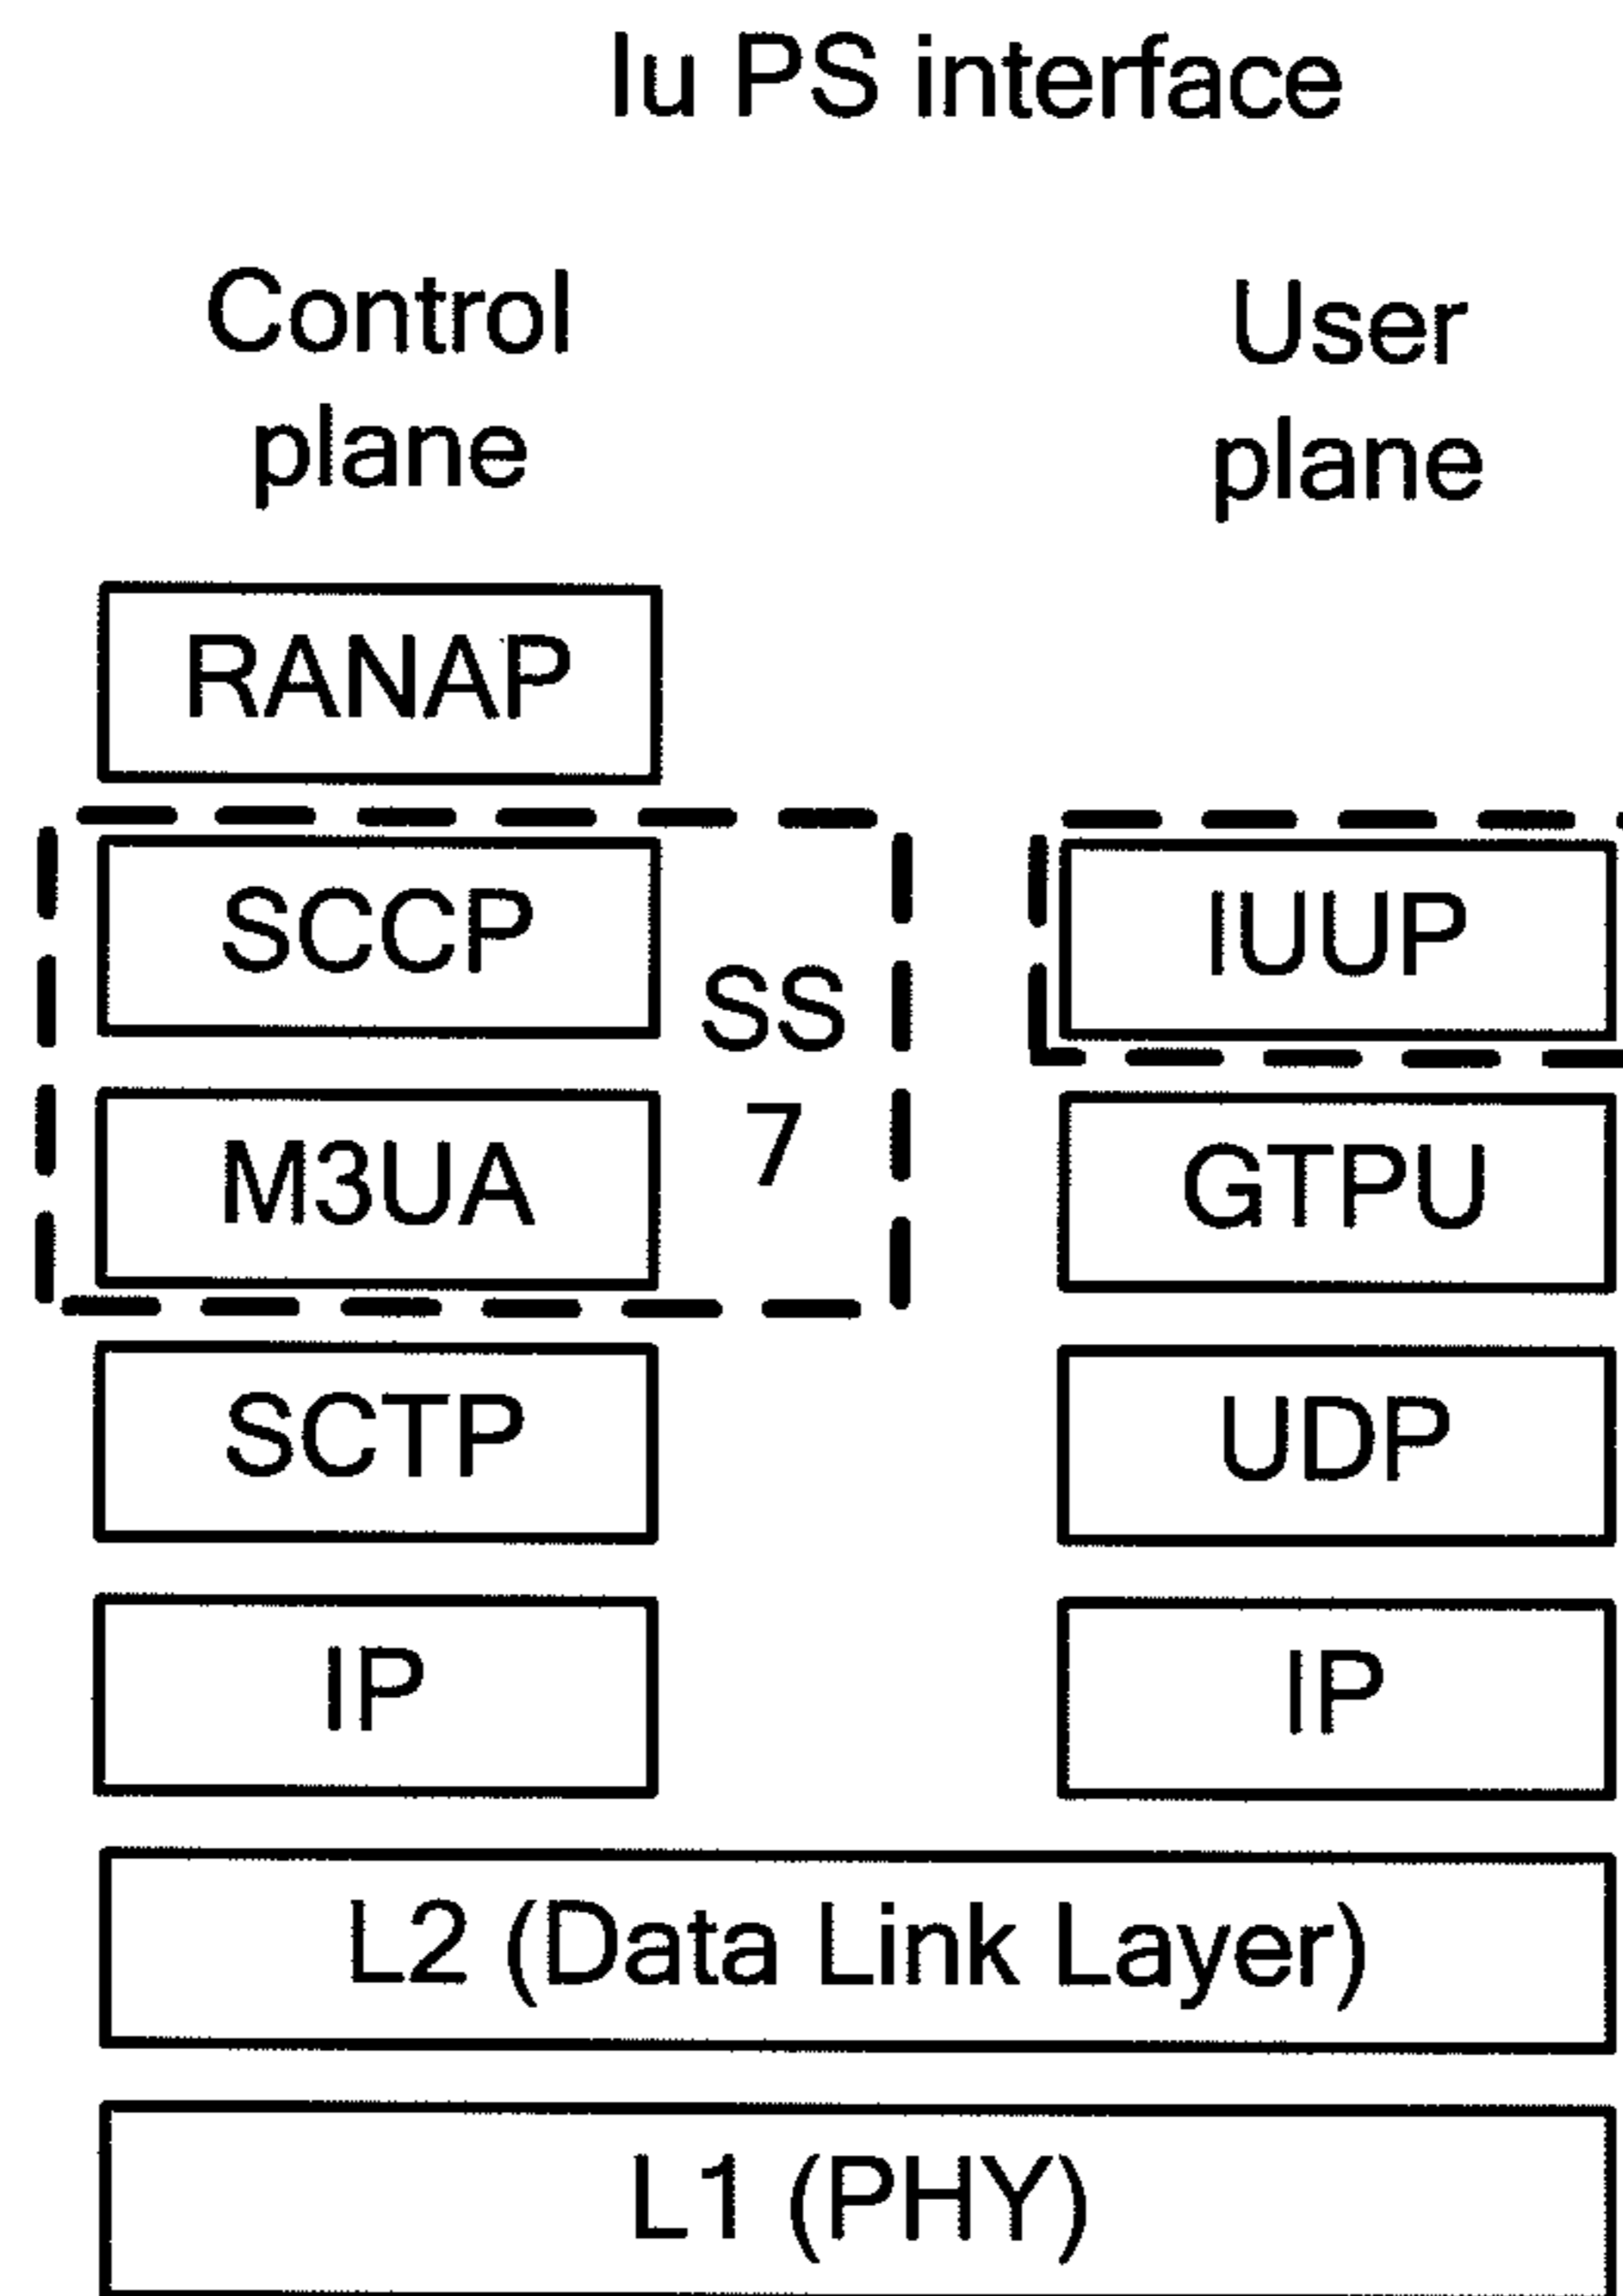 Iu PS interface
Control
plane
User
plane
RANAP
SCCP
SS
7
IUUP
M3UA
GTPU
SCTP
UDP
IP
IP
L2 (Data Link Layer)
L1 (PHY)